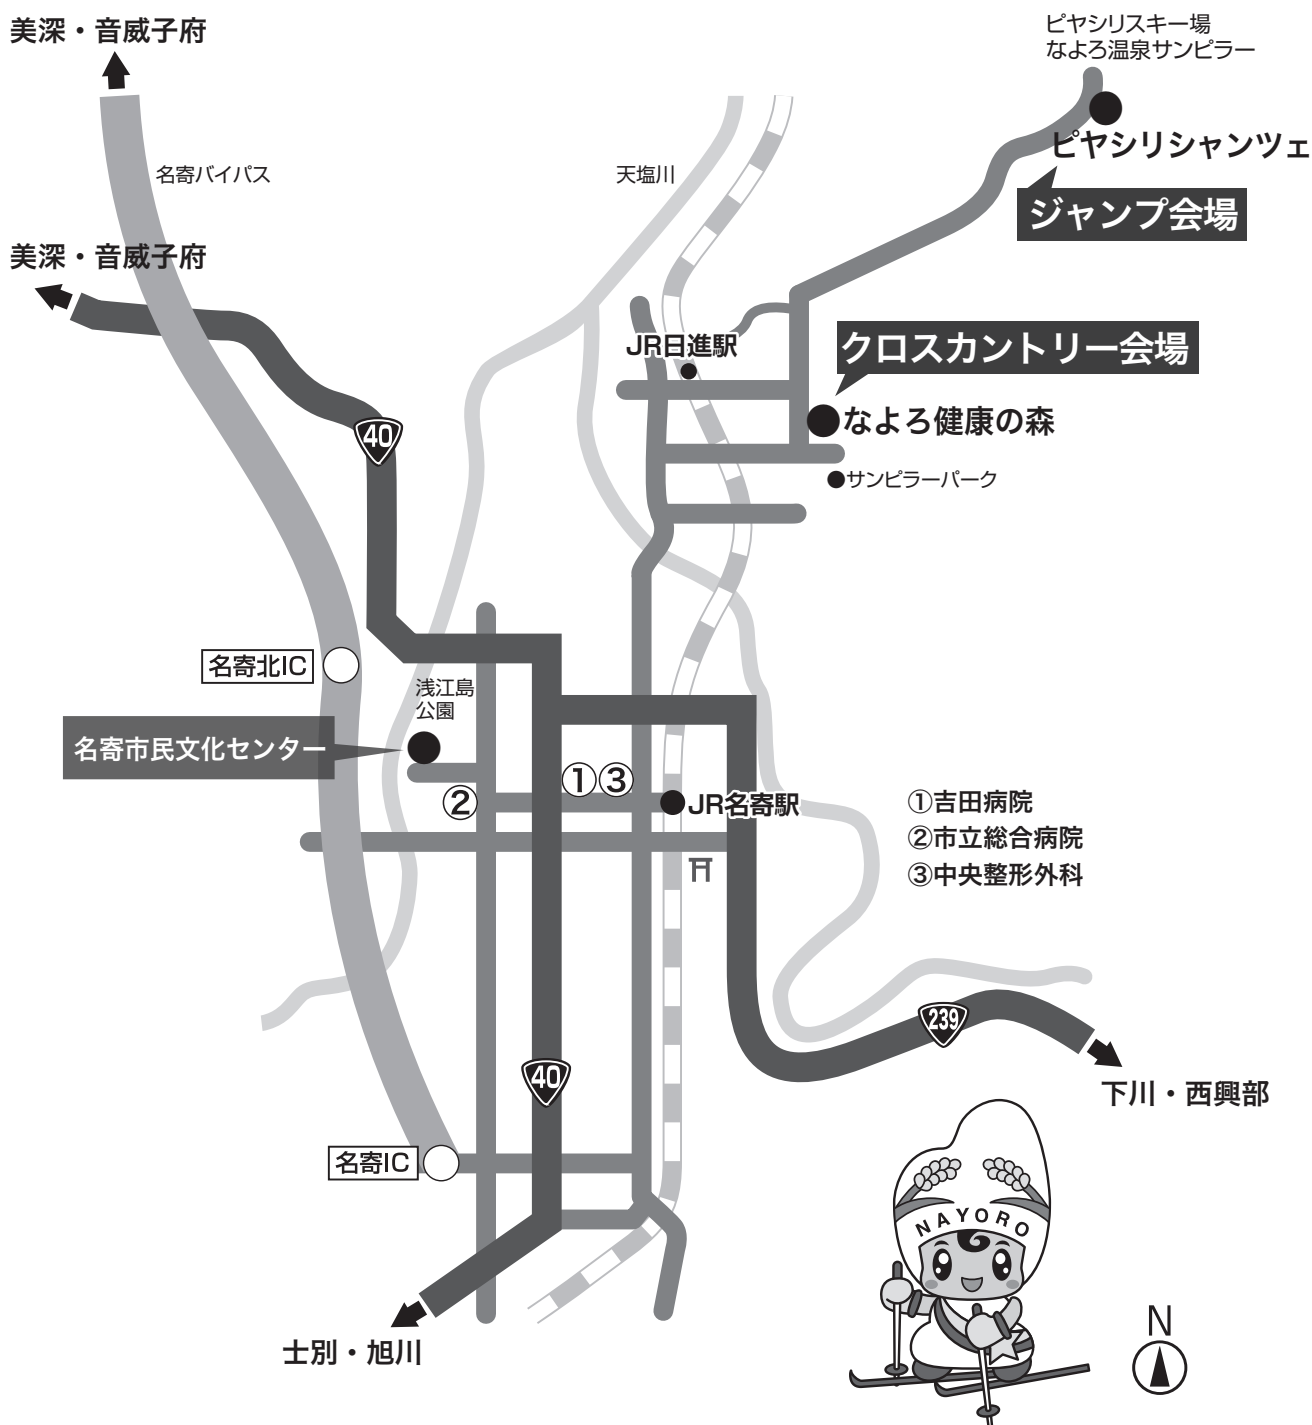 美深・音威子府
ピヤシリスキー場
なよろ温泉サンピラー
ピヤシリシャンツェ
名寄バイパス
天塩川
ジャンプ会場
美深・音威子府
JR日進駅
クロスカントリー会場
40
なよろ健康の森
サンピラーパーク
名寄北IC
浅江島
公園
名寄市民文化センター
①③
②
JR名寄駅
①吉田病院
②市立総合病院
③中央整形外科
239
40
下川・西興部
名寄IC
NAYORO
N
士別・旭川